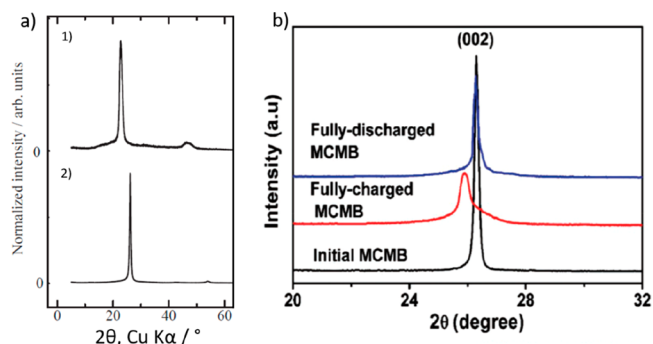 a)
1)
Normalized intensity / arb. units
0
2)
0
0 20 40 60
2θ, Cu Kα / °
b)
(002)
Intensity (a.u)
Fully-discharged
MCMB
Fully-charged
MCMB
Initial MCMB
20 24 28 32
2θ (degree)